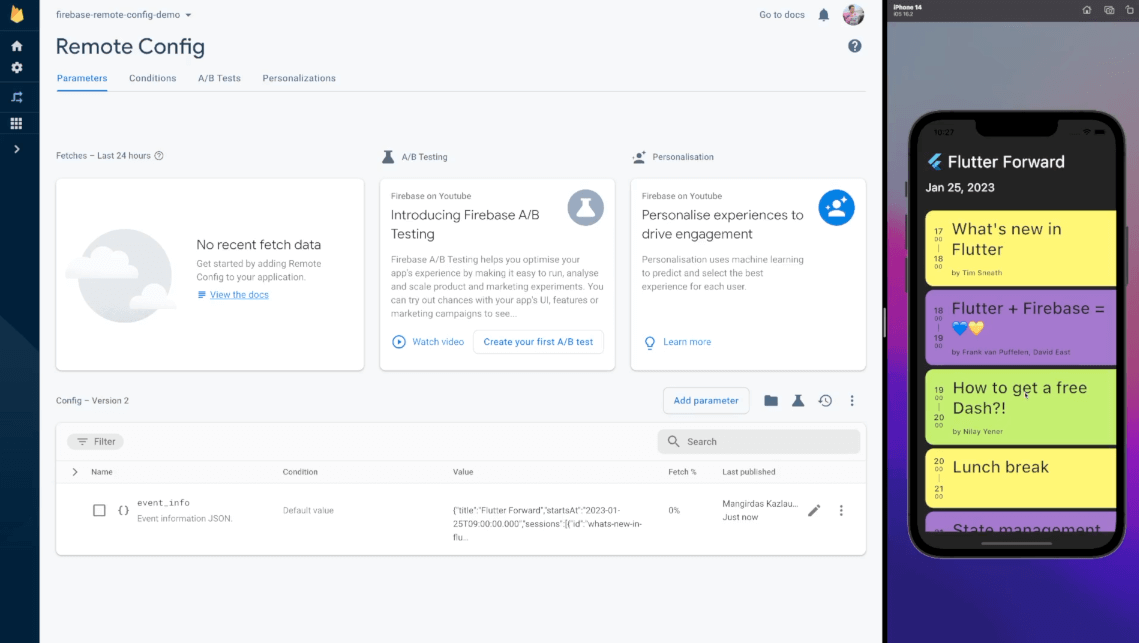 firebase-remote-config-demo
Go to docs
Remote Config
Parameters Conditions A/B Tests Personalizations
Fetches – Last 24 hours
No recent fetch data
Get started by adding Remote
Config to your application.
View the docs
A/B Testing
Firebase on Youtube
Introducing Firebase A/B
Testing
Firebase A/B Testing helps you optimise your
app's experience by making it easy to run, analyse
and scale product and marketing experiments. You
can try out chances with your app's UI, features or
marketing campaigns to see...
Watch video
Create your first A/B test
Personalisation
Firebase on Youtube
Personalise experiences to
drive engagement
Personalisation uses machine learning
to predict and select the best
experience for each user.
Learn more
Config – Version 2
Add parameter
Filter
Search
Name Condition Value Fetch % Last published
{} event_info
Event information JSON.
Default value
{"title":"Flutter Forward","startsAt":"2023-01-
25T09:00:00.000","sessions":[{"id":"whats-new-in-
flu...
0%
Mangirdas Kazlau...
Just now
iPhone 14
iOS 16.2
10:27
Flutter Forward
Jan 25, 2023
17
00
18
00
What's new in
Flutter
by Tim Sneath
18
00
19
00
Flutter + Firebase =
💙💛
by Frank van Puffelen, David East
19
00
20
00
How to get a free
Dash?!
by Nilay Yener
20
00
21
00
Lunch break
State management